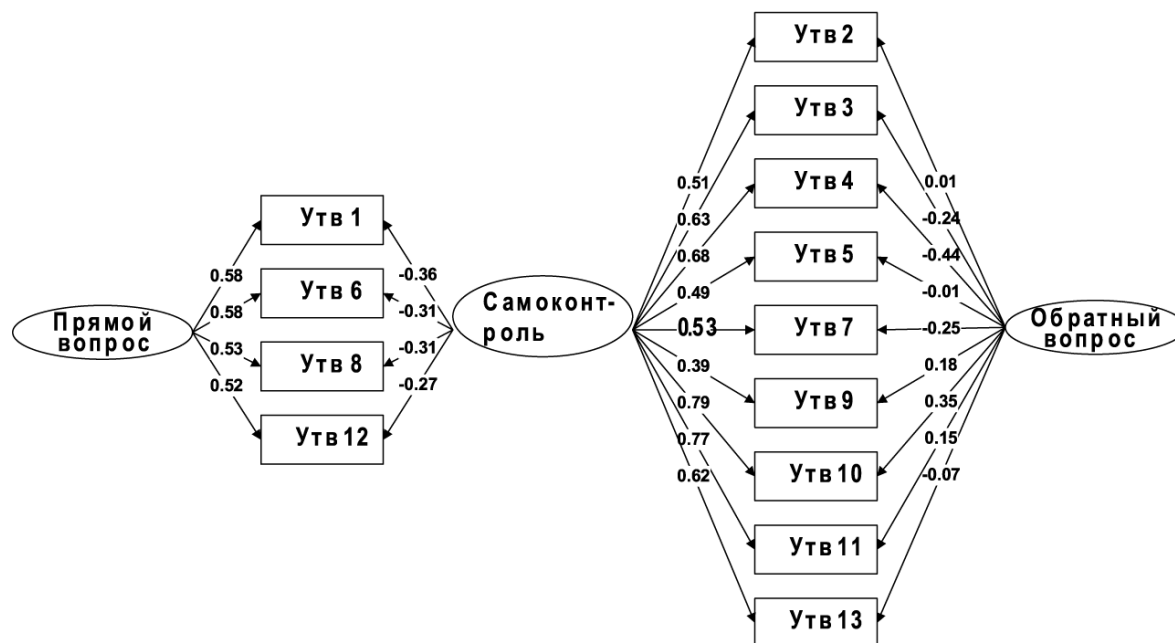 Утв 2
Утв 3
Утв 4
Утв 5
Утв 7
Утв 9
Утв 10
Утв 11
Утв 13
Утв 1
Утв 6
Утв 8
Утв 12
Прямой
вопрос
Самоконт-
роль
Обратный
вопрос
0.58
0.58
0.53
0.52
-0.36
-0.31
-0.31
-0.27
0.51
0.63
0.68
0.49
0.53
0.39
0.79
0.77
0.62
0.01
-0.24
-0.44
-0.01
-0.25
0.18
0.35
0.15
-0.07